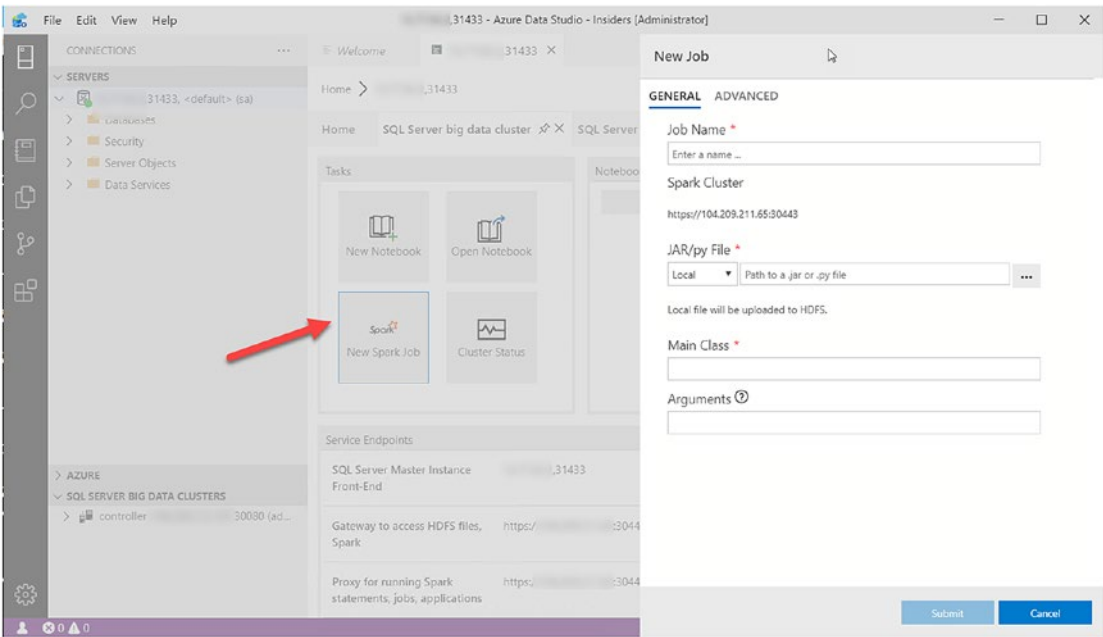 File Edit View Help
,31433 - Azure Data Studio - Insiders [Administrator]
CONNECTIONS
SERVERS
,31433, <default> (sa)
Databases
Security
Server Objects
Data Services
AZURE
SQL SERVER BIG DATA CLUSTERS
controller 30080 (ad...
0 0
Welcome
31433
Home > ,31433
Home SQL Server big data cluster SQL Server
Tasks
Noteboo
New Notebook
Open Notebook
Spark
New Spark Job
Cluster Status
Service Endpoints
SQL Server Master Instance ,31433
Front-End
Gateway to access HDFS files, https:/ :3044
Spark
Proxy for running Spark https:/ :3044
statements, jobs, applications
New Job
GENERAL ADVANCED
Job Name *
Enter a name ...
Spark Cluster
https://104.209.211.65:30443
JAR/py File *
Local Path to a .jar or .py file ...
Local file will be uploaded to HDFS.
Main Class *
Arguments ?
Submit Cancel